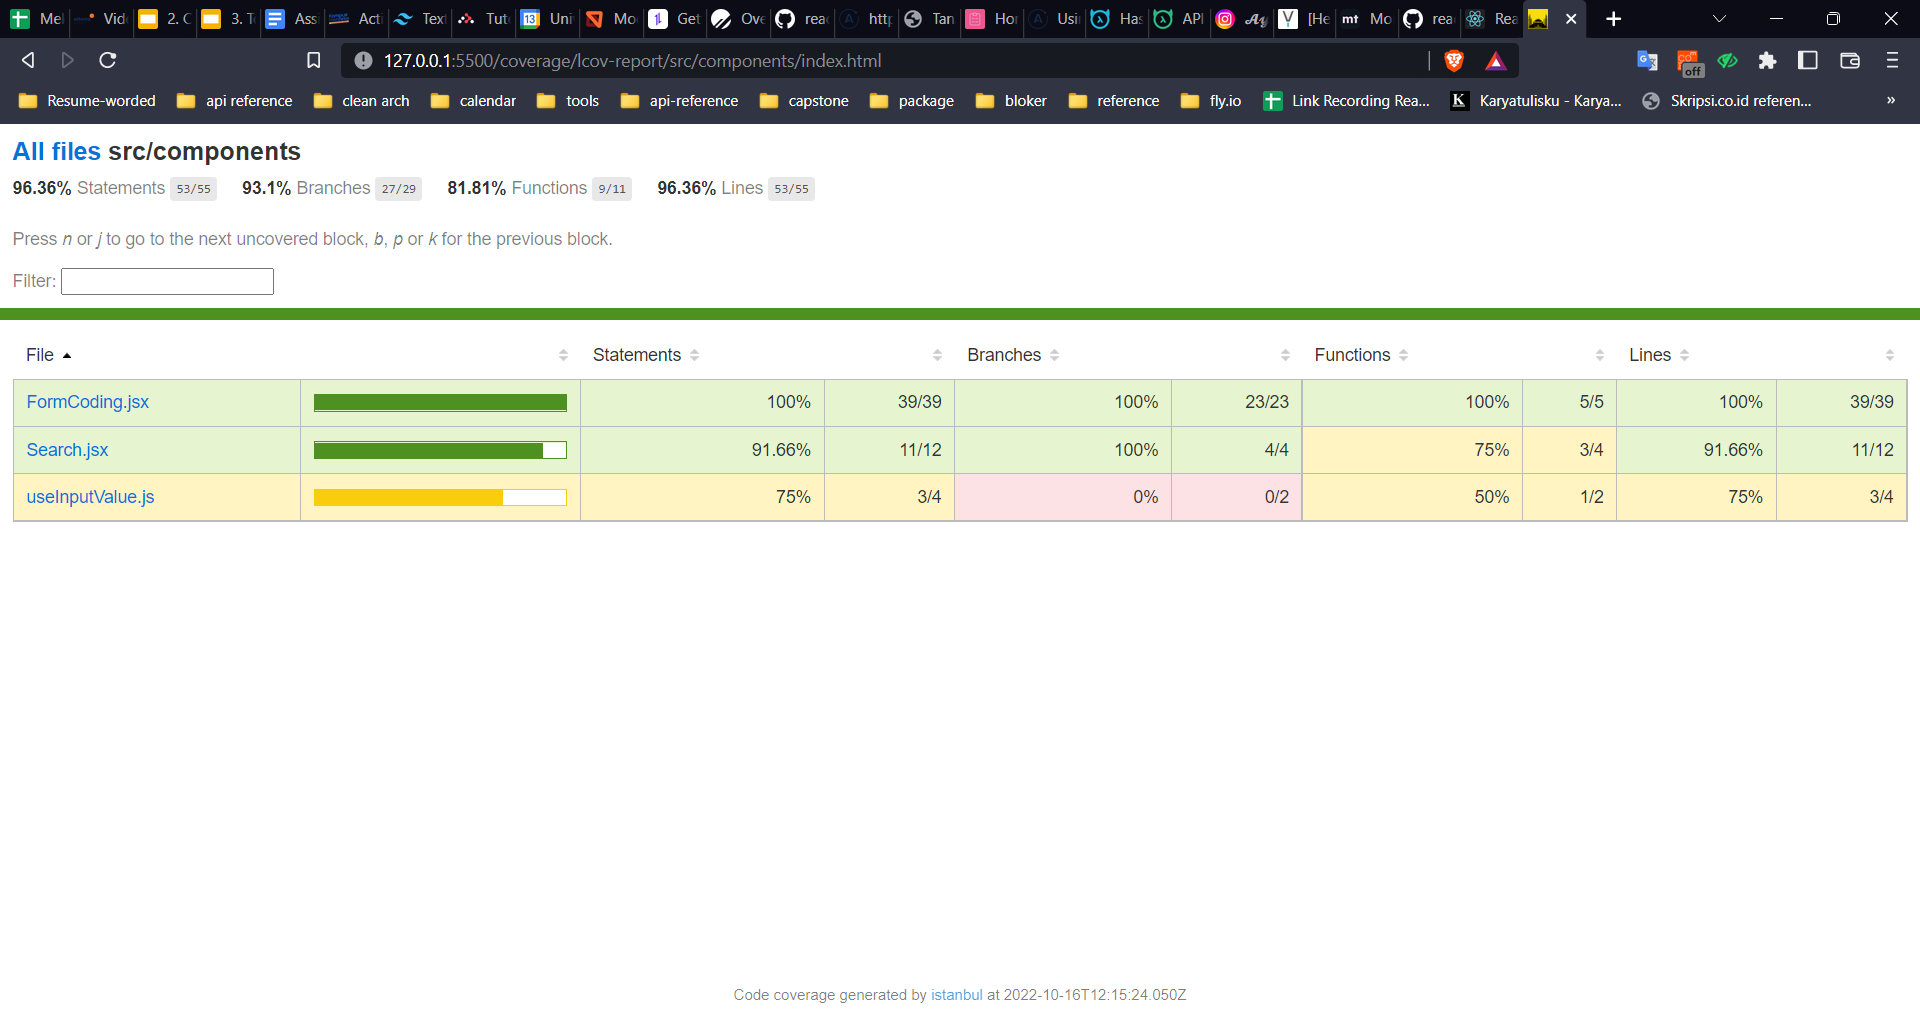 Mel Vid 2. C 3. T Ass Acti Text Tut Uni Mo Get Ove rea http Tan Hor Usi Has API [He mt Mo rea Rea
127.0.0.1:5500/coverage/lcov-report/src/components/index.html
off
Resume-worded api reference clean arch calendar tools api-reference capstone package bloker reference fly.io Link Recording Rea... K Karyatulisku - Karya... Skripsi.co.id referen... »
All files src/components
96.36% Statements 53/55 93.1% Branches 27/29 81.81% Functions 9/11 96.36% Lines 53/55
Press n or j to go to the next uncovered block, b, p or k for the previous block.
Filter:
File Statements Branches Functions Lines
FormCoding.jsx 100% 39/39 100% 23/23 100% 5/5 100% 39/39
Search.jsx 91.66% 11/12 100% 4/4 75% 3/4 91.66% 11/12
useInputValue.js 75% 3/4 0% 0/2 50% 1/2 75% 3/4
Code coverage generated by istanbul at 2022-10-16T12:15:24.050Z